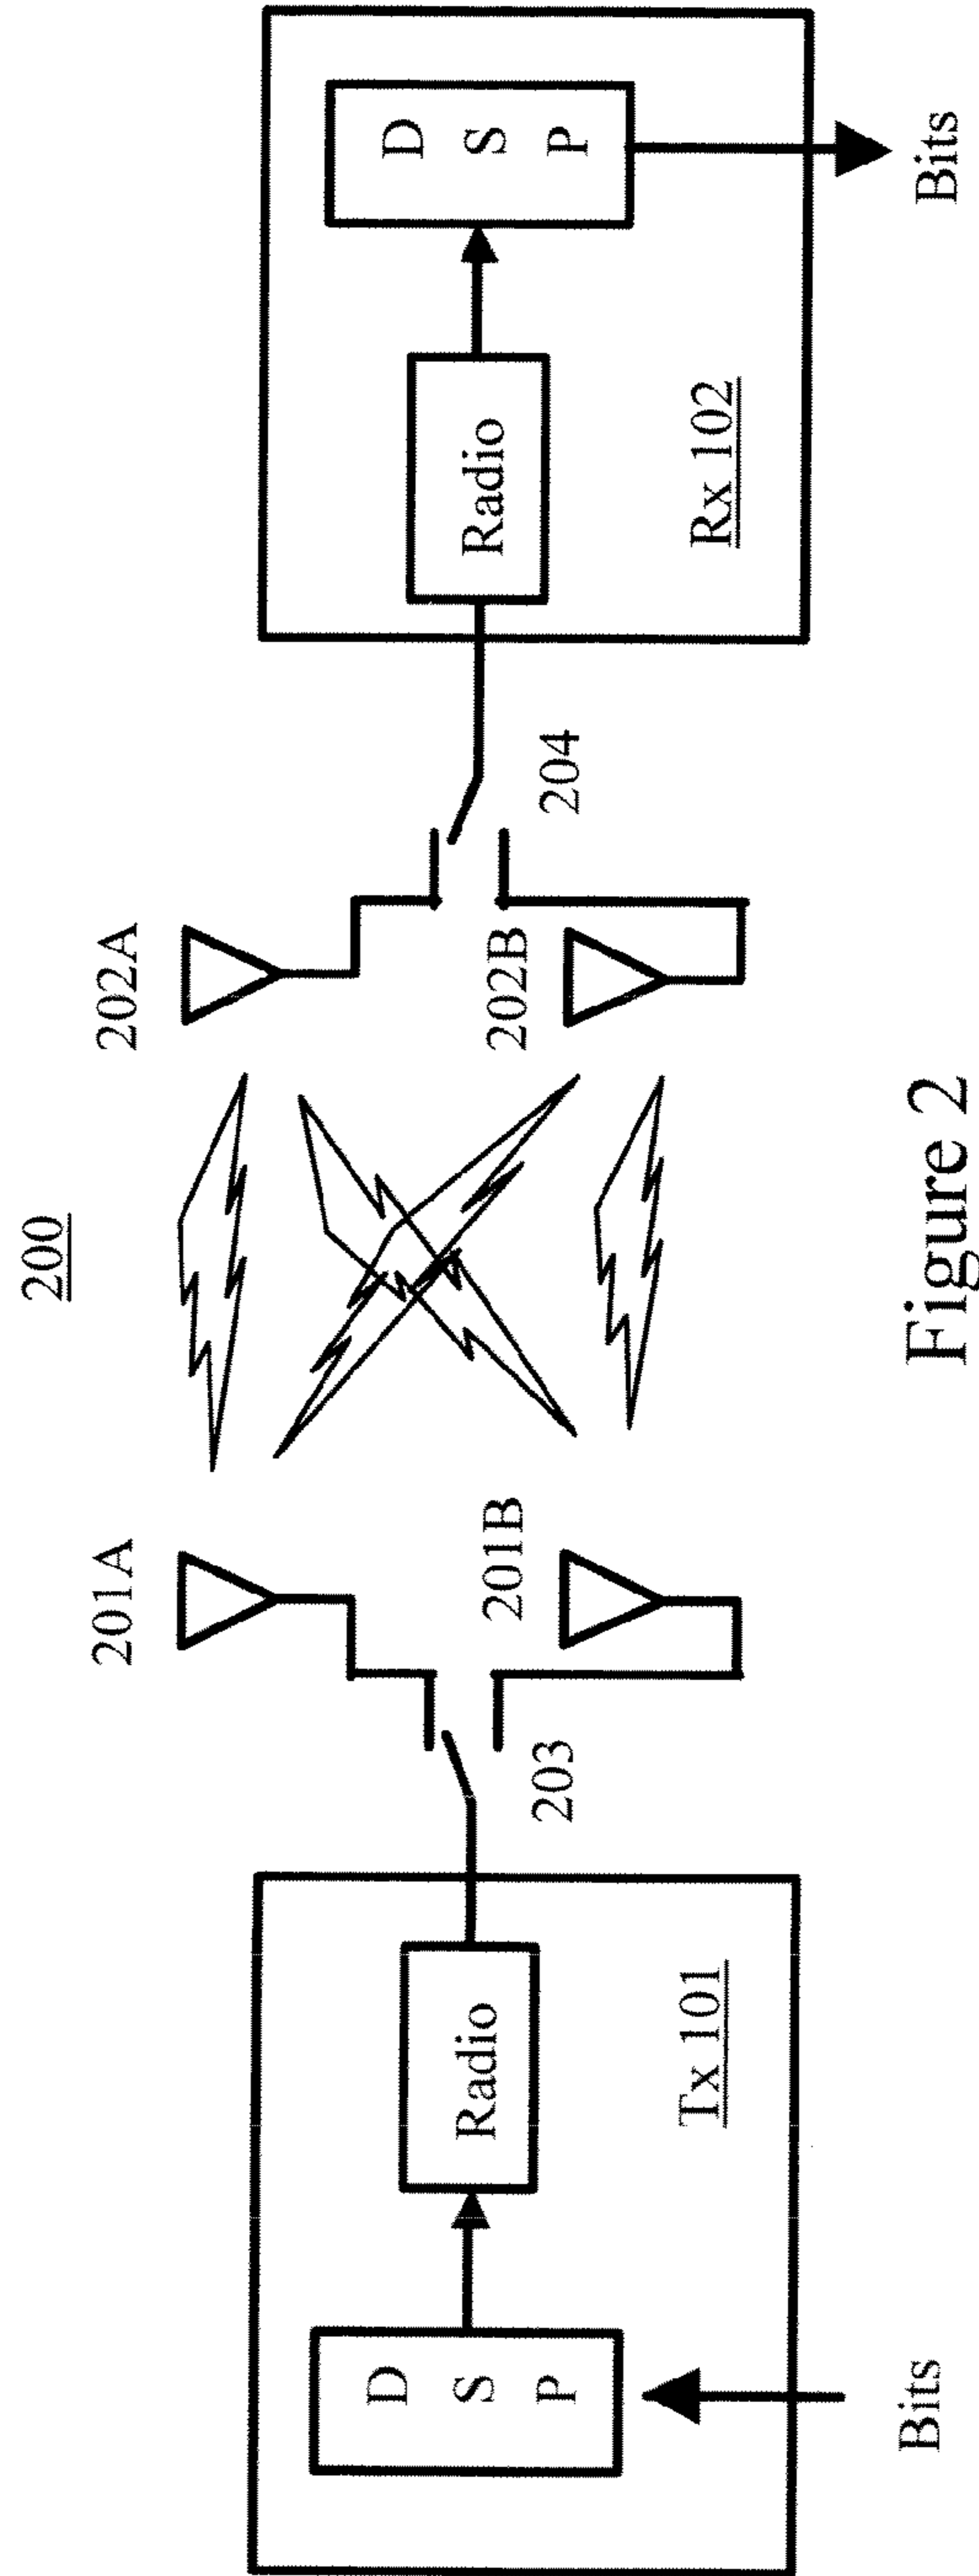 200
201A
202A
D
S
P
Radio
Radio
D
S
P
201B
202B
203
204
Tx 101
Rx 102
Bits
Bits
Figure 2